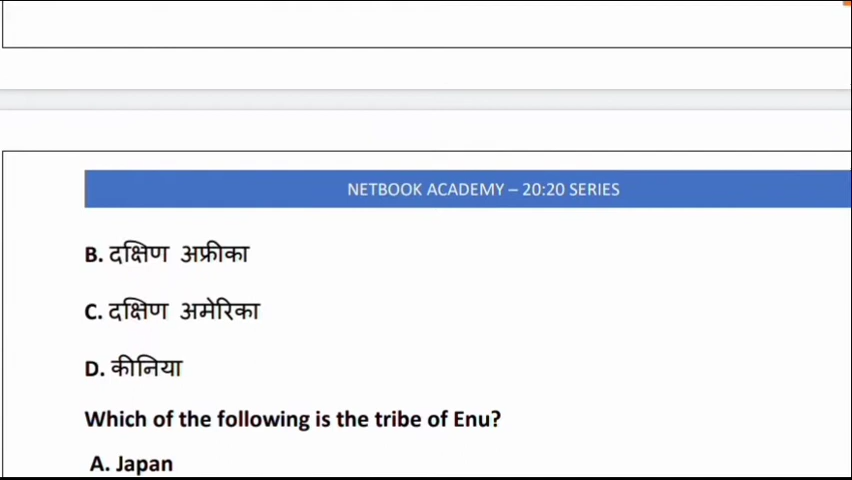 NETBOOK ACADEMY – 20:20 SERIES
B. दक्षिण अफ्रीका
C. दक्षिण अमेरिका
D. कीनिया
Which of the following is the tribe of Enu?
A. Japan